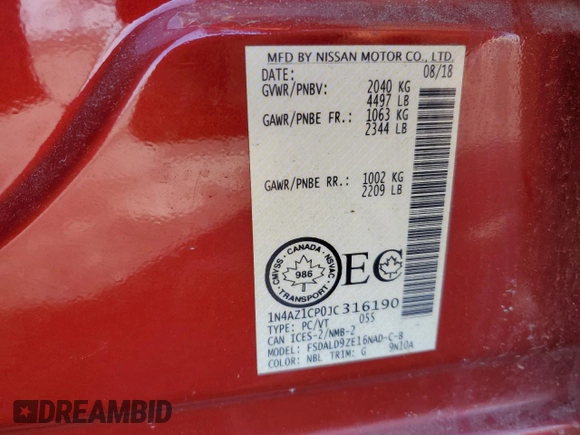 MFD BY NISSAN MOTOR CO., LTD.
DATE: 08/18
GVWR/PNBV: 2040 KG
4497 LB
GAWR/PNBE FR.: 1063 KG
2344 LB
GAWR/PNBE RR.: 1002 KG
2209 LB
CMVSS - CANADA - NSVAC
986
TRANSPORT
EC
1N4AZ1CP0JC316190
TYPE: PC/VT 055
CAN ICES-2/NMB-2
MODEL: FSDALD9ZE16NAD-C-B
COLOR: NBL TRIM: G 9N10A
DREAMBID